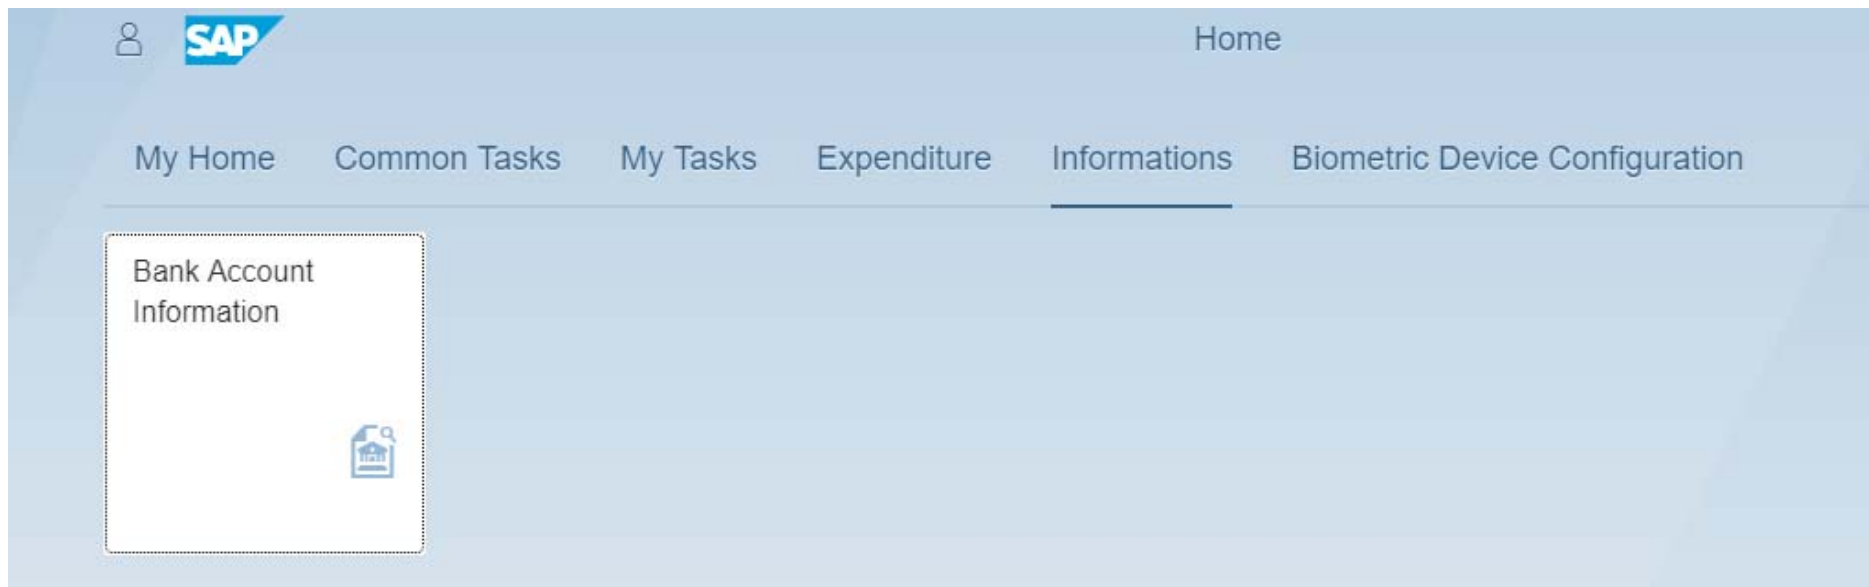 SAP
Home
My Home Common Tasks My Tasks Expenditure Informations Biometric Device Configuration
Bank Account
Information